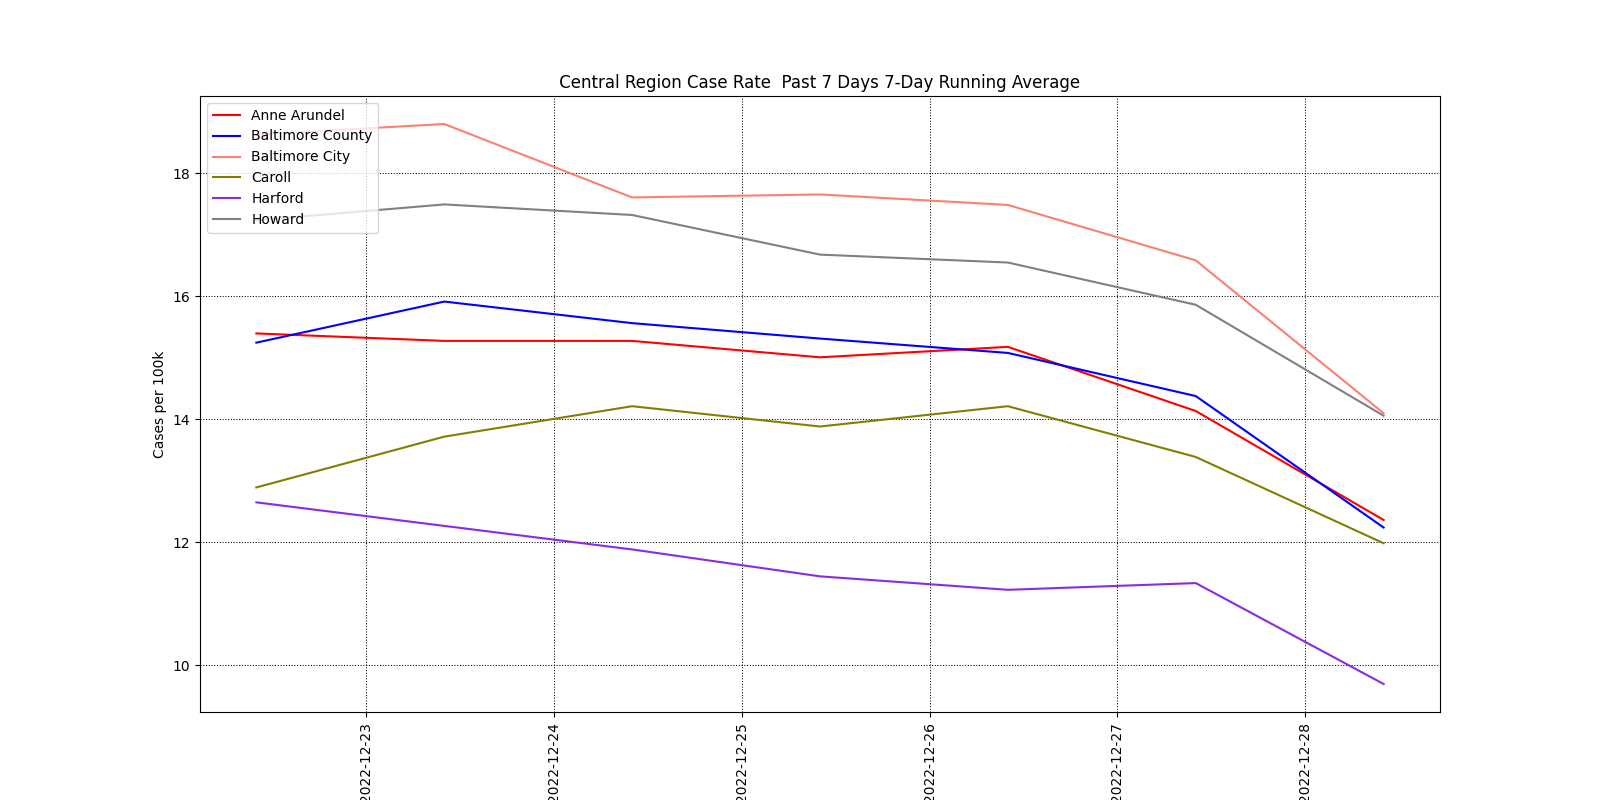 Central Region Case Rate  Past 7 Days 7-Day Running Average
Anne Arundel
Baltimore County
Baltimore City
Caroll
Harford
Howard
Cases per 100k
18
16
14
12
10
2022-12-23
2022-12-24
2022-12-25
2022-12-26
2022-12-27
2022-12-28